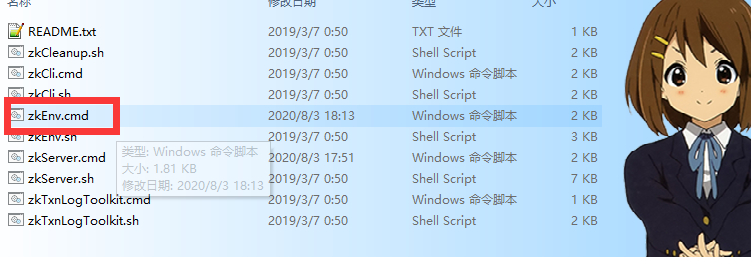 名称 修改日期 类型 大小
README.txt 2019/3/7 0:50 TXT 文件 1 KB
zkCleanup.sh 2019/3/7 0:50 Shell Script 2 KB
zkCli.cmd 2019/3/7 0:50 Windows 命令脚本 2 KB
zkCli.sh 2019/3/7 0:50 Shell Script 2 KB
zkEnv.cmd 2020/8/3 18:13 Windows 命令脚本 2 KB
zkEnv.sh 2019/3/7 0:50 Shell Script 3 KB
zkServer.cmd 2020/8/3 17:51 Windows 命令脚本 2 KB
zkServer.sh 2019/3/7 0:50 Shell Script 7 KB
zkTxnLogToolkit.cmd 2019/3/7 0:50 Windows 命令脚本 2 KB
zkTxnLogToolkit.sh 2019/3/7 0:50 Shell Script 2 KB
类型: Windows 命令脚本
大小: 1.81 KB
修改日期: 2020/8/3 18:13